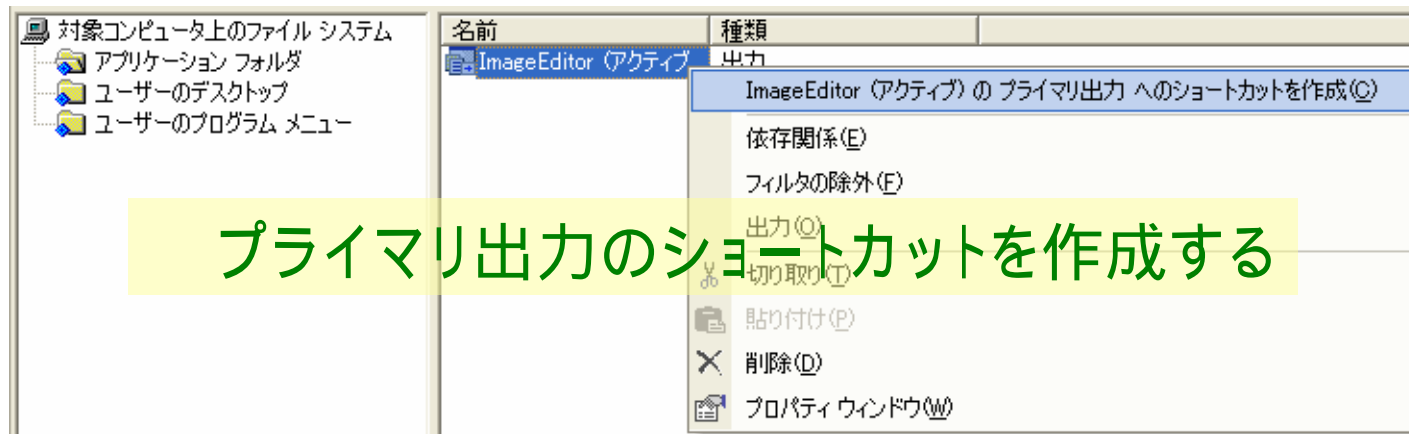 対象コンピュータ上のファイル システム
アプリケーション フォルダ
ユーザーのデスクトップ
ユーザーのプログラム メニュー
名前 種類
ImageEditor (アクティブ 出力
ImageEditor (アクティブ) の プライマリ出力 へのショートカットを作成(C)
依存関係(E)
フィルタの除外(F)
出力(O)
プライマリ出力のショートカットを作成する
切り取り(T)
貼り付け(P)
削除(D)
プロパティ ウィンドウ(W)